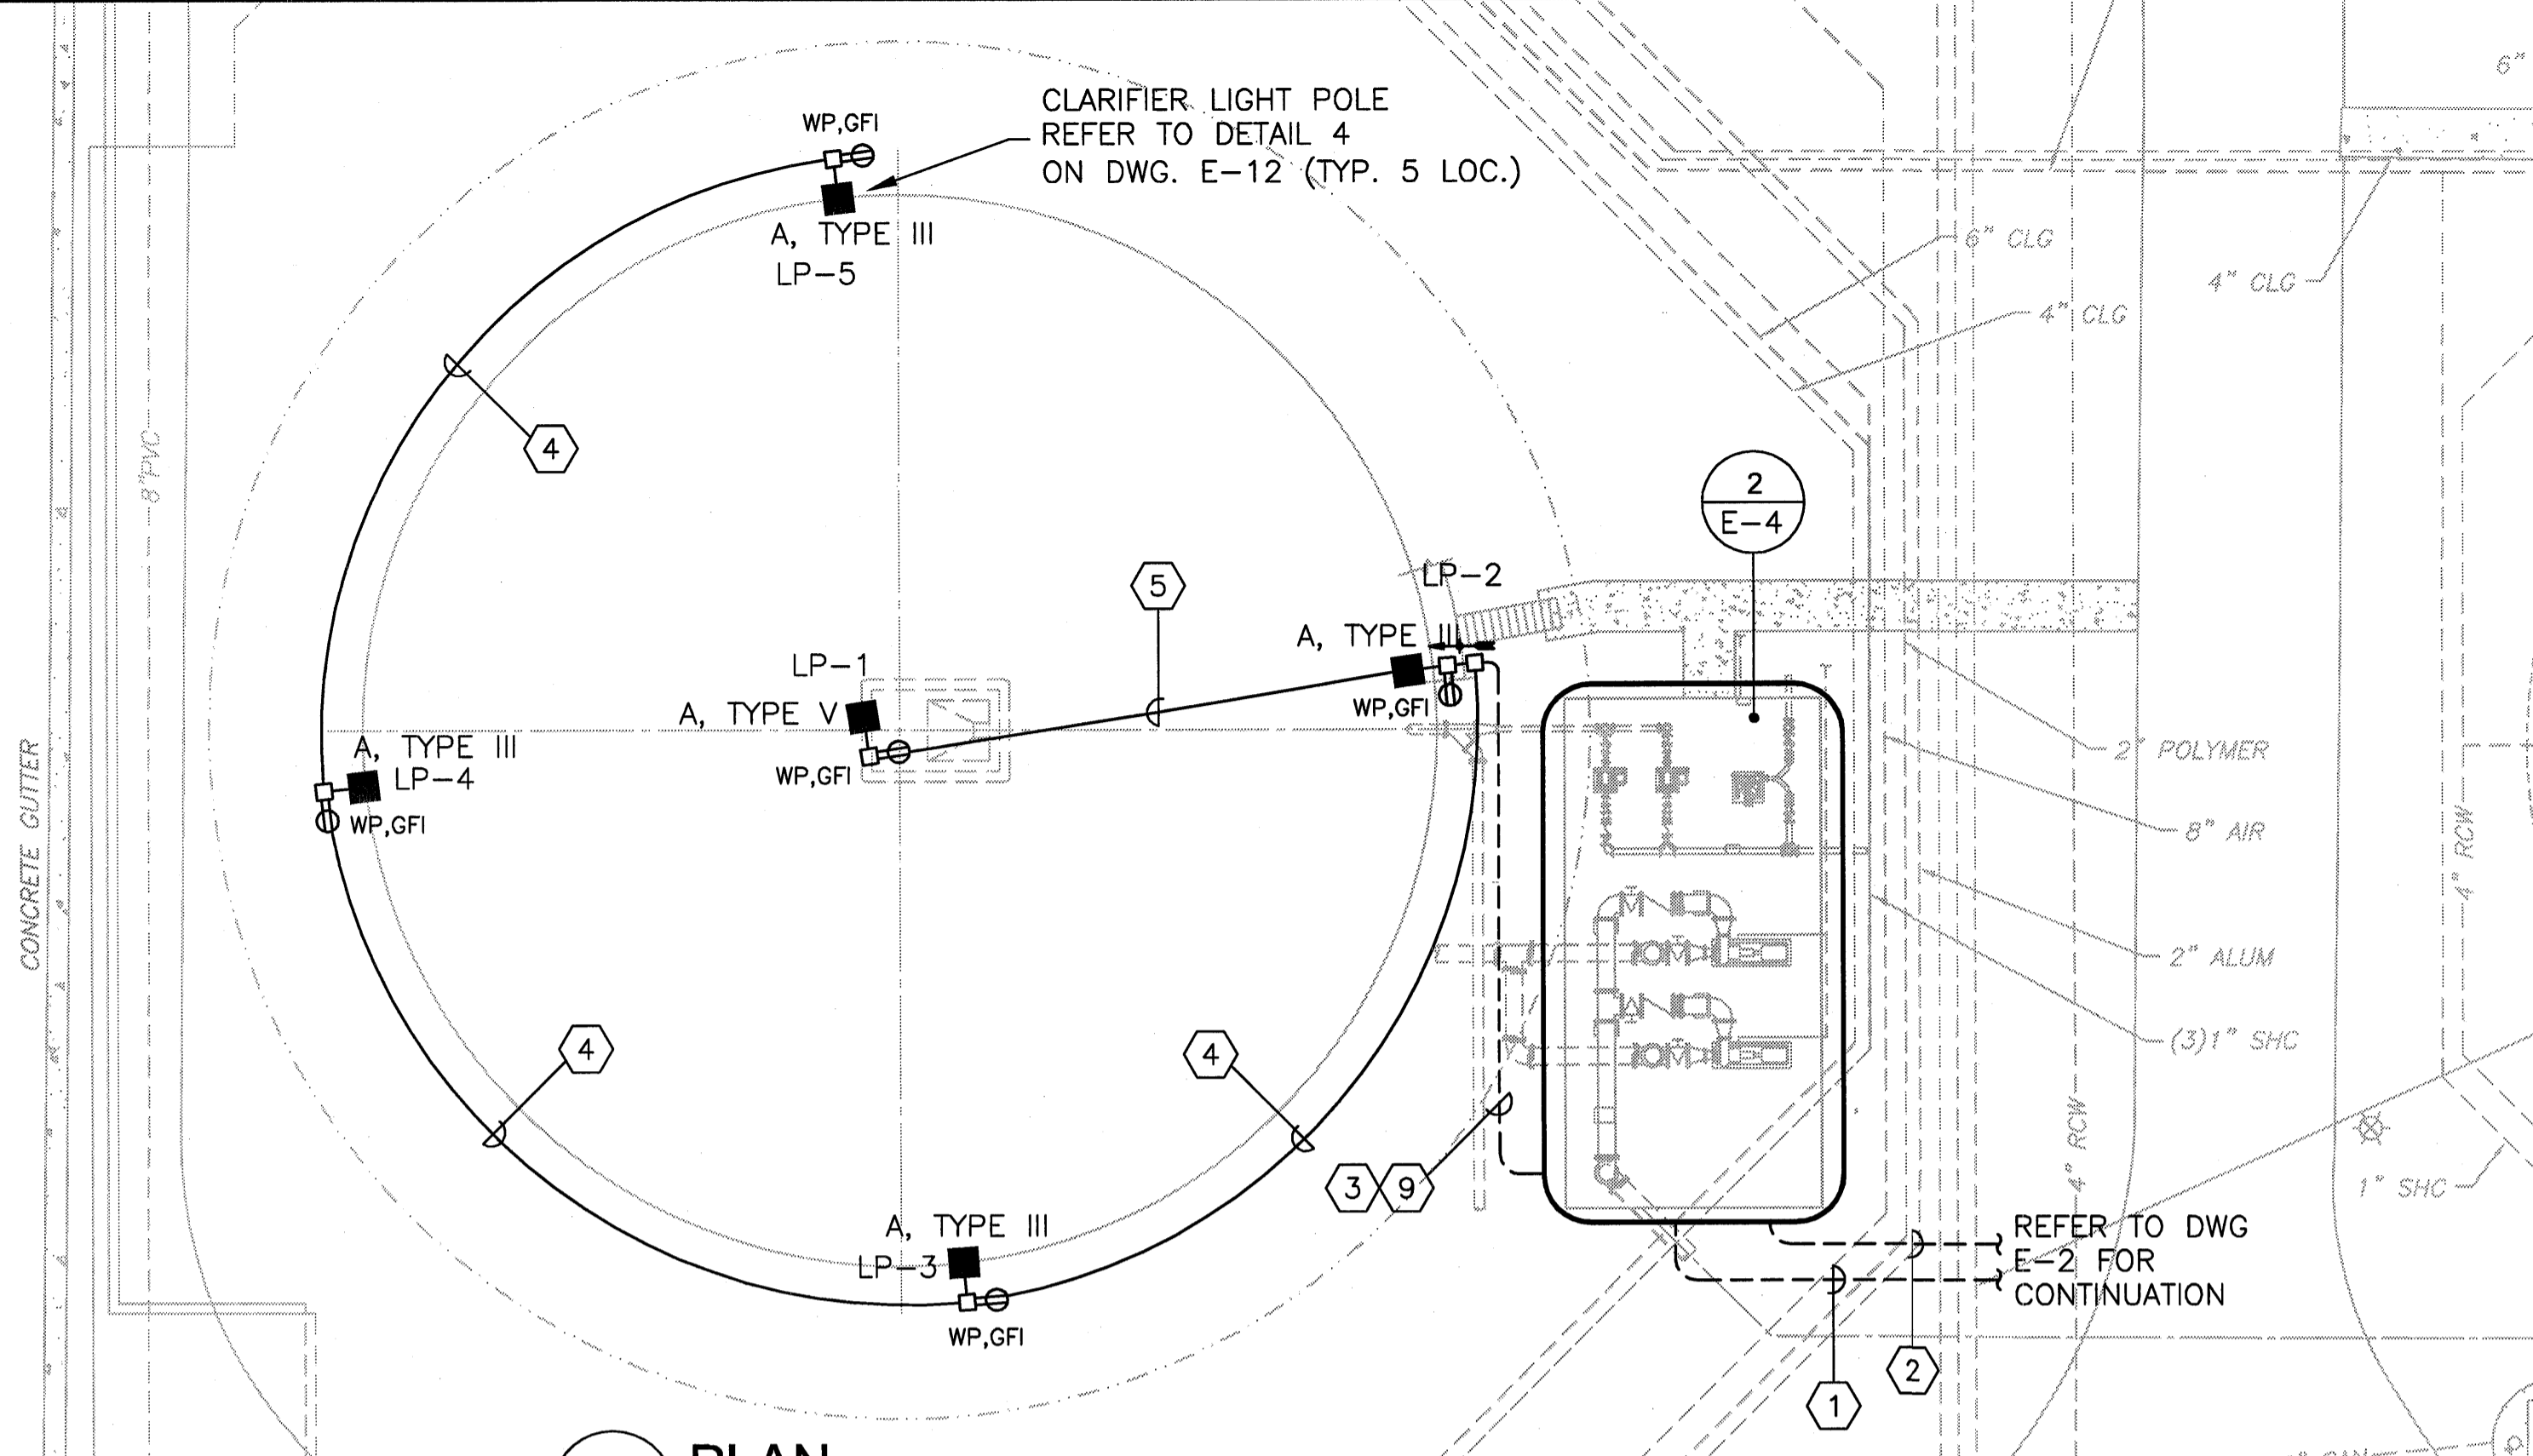 6"
CLARIFIER LIGHT POLE
REFER TO DETAIL 4
ON DWG. E-12 (TYP. 5 LOC.)
WP,GFI
A, TYPE III
LP-5
6" CLG
4" CLG
4" CLG
8"PVC
4
2
E-4
5
LP-2
A, TYPE III
WP,GFI
LP-1
A, TYPE V
WP,GFI
A, TYPE III
LP-4
WP,GFI
CONCRETE GUTTER
2" POLYMER
8" AIR
4" RCW
2" ALUM
(3)1" SHC
4
4
3
9
4" RCW
1" SHC
A, TYPE III
LP-3
WP,GFI
REFER TO DWG
E-2 FOR
CONTINUATION
2
1
PLAN